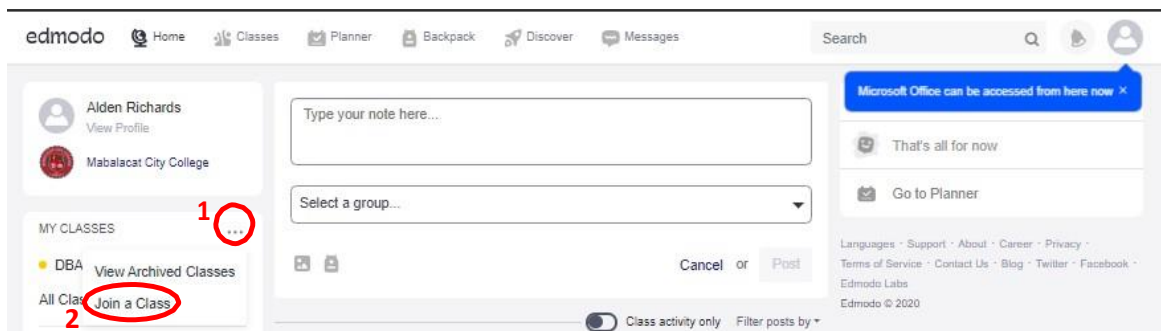 edmodo Home Classes Planner Backpack Discover Messages Search
Alden Richards
View Profile
Mabalacat City College
1
MY CLASSES ...
DBA
View Archived Classes
All Clas
Join a Class
2
Type your note here...
Select a group...
Cancel or Post
Class activity only Filter posts by
Microsoft Office can be accessed from here now ×
That's all for now
Go to Planner
Languages · Support · About · Career · Privacy ·
Terms of Service · Contact Us · Blog · Twitter · Facebook ·
Edmodo Labs
Edmodo © 2020